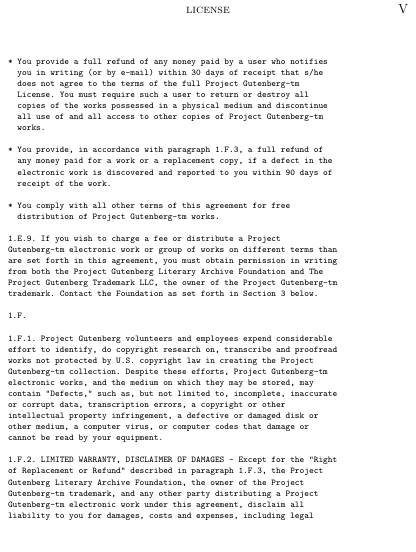 LICENSE V
* You provide a full refund of any money paid by a user who notifies
you in writing (or by e-mail) within 30 days of receipt that s/he
does not agree to the terms of the full Project Gutenberg-tm
License. You must require such a user to return or destroy all
copies of the works possessed in a physical medium and discontinue
all use of and all access to other copies of Project Gutenberg-tm
works.
* You provide, in accordance with paragraph 1.F.3, a full refund of
any money paid for a work or a replacement copy, if a defect in the
electronic work is discovered and reported to you within 90 days of
receipt of the work.
* You comply with all other terms of this agreement for free
distribution of Project Gutenberg-tm works.
1.E.9. If you wish to charge a fee or distribute a Project
Gutenberg-tm electronic work or group of works on different terms than
are set forth in this agreement, you must obtain permission in writing
from both the Project Gutenberg Literary Archive Foundation and The
Project Gutenberg Trademark LLC, the owner of the Project Gutenberg-tm
trademark. Contact the Foundation as set forth in Section 3 below.
1.F.
1.F.1. Project Gutenberg volunteers and employees expend considerable
effort to identify, do copyright research on, transcribe and proofread
works not protected by U.S. copyright law in creating the Project
Gutenberg-tm collection. Despite these efforts, Project Gutenberg-tm
electronic works, and the medium on which they may be stored, may
contain "Defects," such as, but not limited to, incomplete, inaccurate
or corrupt data, transcription errors, a copyright or other
intellectual property infringement, a defective or damaged disk or
other medium, a computer virus, or computer codes that damage or
cannot be read by your equipment.
1.F.2. LIMITED WARRANTY, DISCLAIMER OF DAMAGES - Except for the "Right
of Replacement or Refund" described in paragraph 1.F.3, the Project
Gutenberg Literary Archive Foundation, the owner of the Project
Gutenberg-tm trademark, and any other party distributing a Project
Gutenberg-tm electronic work under this agreement, disclaim all
liability to you for damages, costs and expenses, including legal